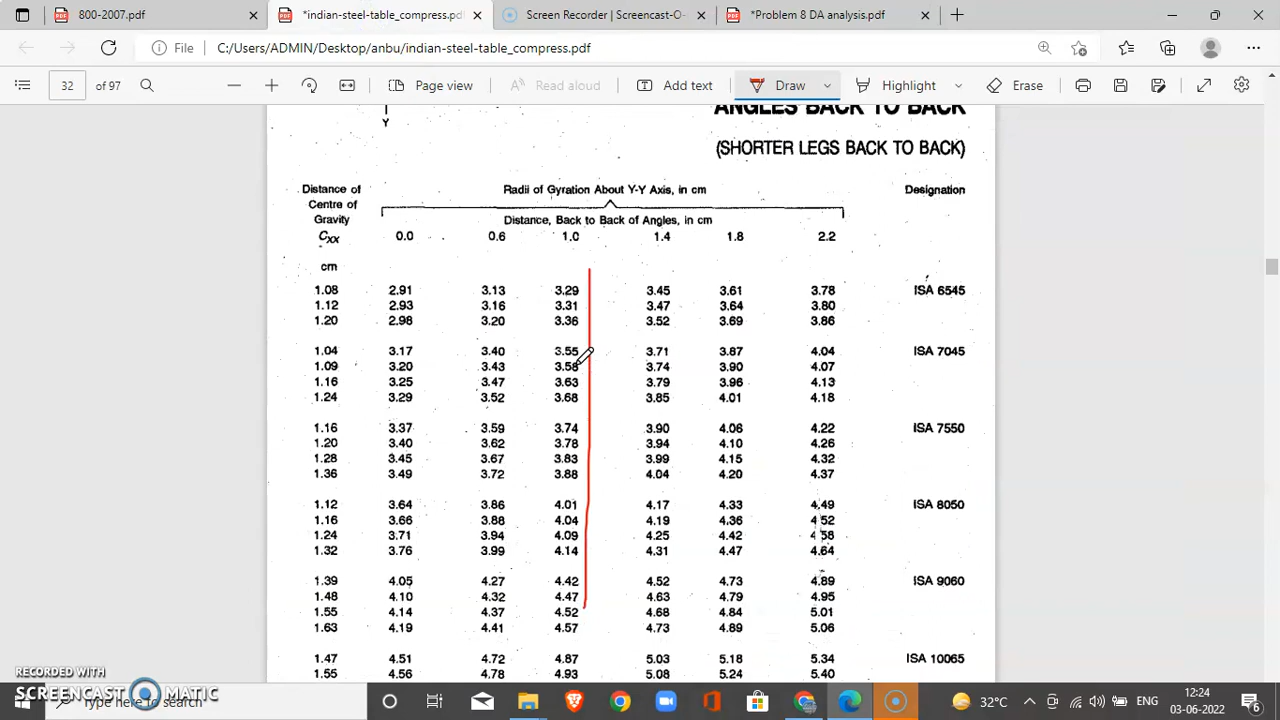 800-2007.pdf
*indian-steel-table_compress.pd
Screen Recorder | Screencast-O-
*Problem 8 DA analysis.pdf
File
C:/Users/ADMIN/Desktop/anbu/indian-steel-table_compress.pdf
32 of 97
Page view
Read aloud
Add text
Draw
Highlight
Erase
Y
ANGLES BACK TO BACK
(SHORTER LEGS BACK TO BACK)
Distance of Centre of Gravity
Radii of Gyration About Y-Y Axis, in cm
Designation
Distance, Back to Back of Angles, in cm
Cxx 0.0 0.6 1.0 1.4 1.8 2.2
cm
1.08 2.91 3.13 3.29 3.45 3.61 3.78 ISA 6545
1.12 2.93 3.16 3.31 3.47 3.64 3.80
1.20 2.98 3.20 3.36 3.52 3.69 3.86
1.04 3.17 3.40 3.55 3.71 3.87 4.04 ISA 7045
1.09 3.20 3.43 3.58 3.74 3.90 4.07
1.16 3.25 3.47 3.63 3.79 3.96 4.13
1.24 3.29 3.52 3.68 3.85 4.01 4.18
1.16 3.37 3.59 3.74 3.90 4.06 4.22 ISA 7550
1.20 3.40 3.62 3.78 3.94 4.10 4.26
1.28 3.45 3.67 3.83 3.99 4.15 4.32
1.36 3.49 3.72 3.88 4.04 4.20 4.37
1.12 3.64 3.86 4.01 4.17 4.33 4.49 ISA 8050
1.16 3.66 3.88 4.04 4.19 4.36 4.52
1.24 3.71 3.94 4.09 4.25 4.42 4.58
1.32 3.76 3.99 4.14 4.31 4.47 4.64
1.39 4.05 4.27 4.42 4.52 4.73 4.89 ISA 9060
1.48 4.10 4.32 4.47 4.63 4.79 4.95
1.55 4.14 4.37 4.52 4.68 4.84 5.01
1.63 4.19 4.41 4.57 4.73 4.89 5.06
1.47 4.51 4.72 4.87 5.03 5.18 5.34 ISA 10065
1.55 4.56 4.78 4.93 5.08 5.24 5.40
RECORDED WITH
SCREENCAST MATIC
Type here to search
32°C
ENG
12:24
03-06-2022
6